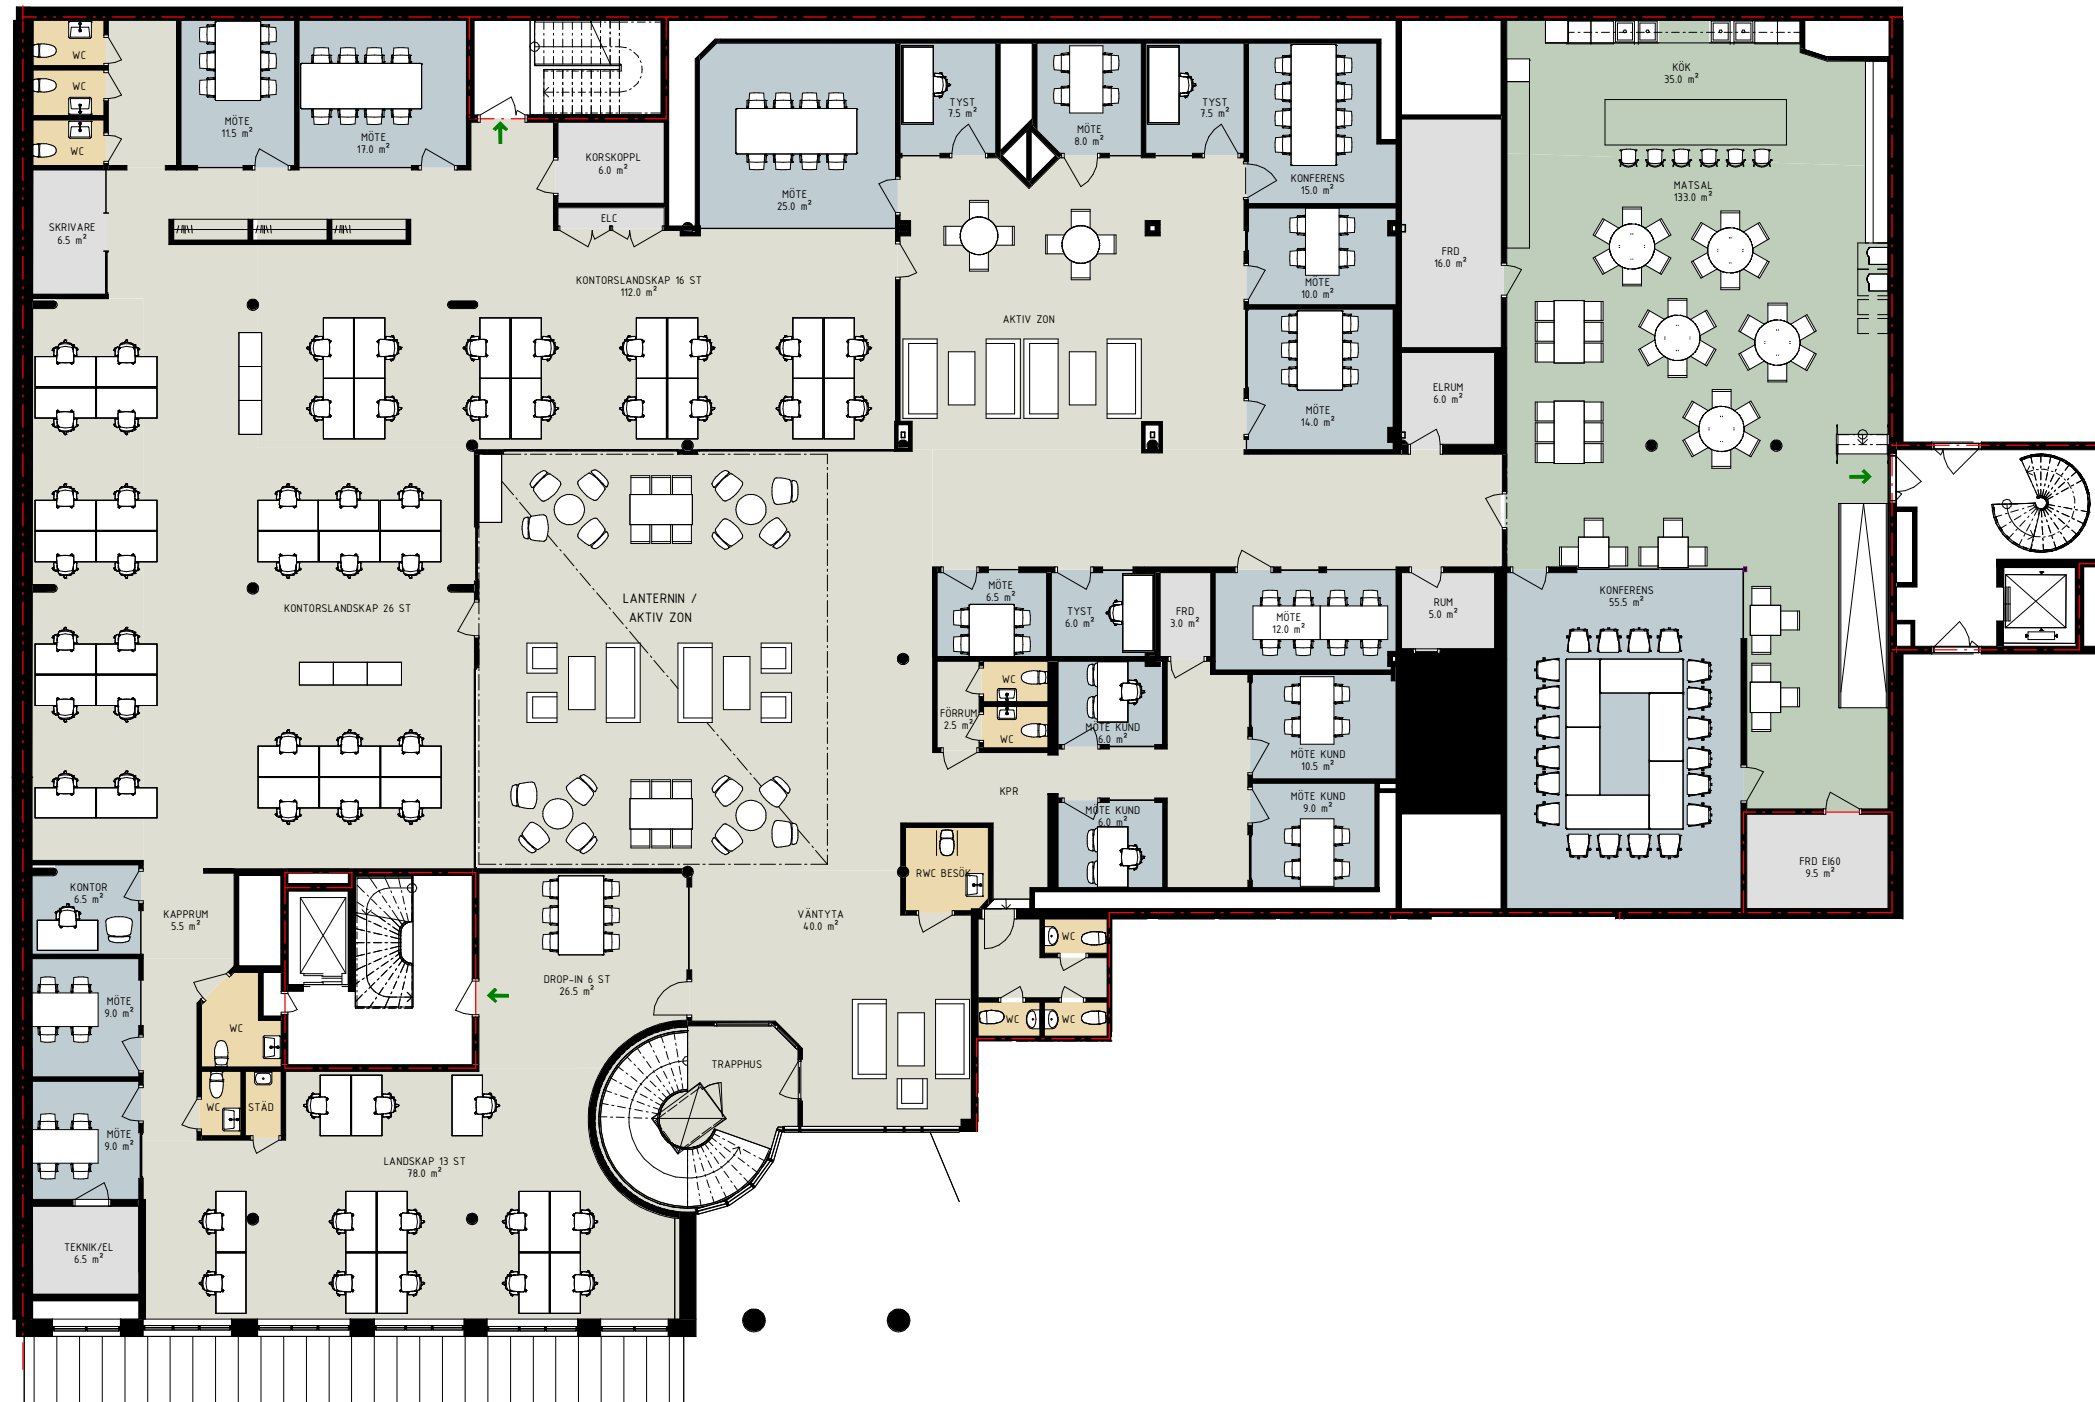 WC
WC
WC
MÖTE
11.5 m²
MÖTE
17.0 m²
KORSKOPPL
6.0 m²
ELC
SKRIVARE
6.5 m²
MÖTE
25.0 m²
TYST
7.5 m²
MÖTE
8.0 m²
TYST
7.5 m²
KONFERENS
15.0 m²
KÖK
35.0 m²
MATSAL
133.0 m²
FRD
16.0 m²
KONTORSLANDSKAP 16 ST
112.0 m²
MÖTE
10.0 m²
AKTIV ZON
ELRUM
6.0 m²
MÖTE
14.0 m²
KONTORSLANDSKAP 26 ST
LANTERNIN /
AKTIV ZON
MÖTE
6.5 m²
TYST
6.0 m²
FRD
3.0 m²
MÖTE
12.0 m²
RUM
5.0 m²
KONFERENS
55.5 m²
WC
FÖRRUM
2.5 m²
WC
MÖTE KUND
6.0 m²
MÖTE KUND
10.5 m²
KPR
MÖTE KUND
6.0 m²
MÖTE KUND
9.0 m²
FRD EI60
9.5 m²
RWC BESÖK
KONTOR
6.5 m²
KAPPRUM
5.5 m²
VÄNTYTA
40.0 m²
WC
DROP-IN 6 ST
26.5 m²
MÖTE
9.0 m²
WC
WC
WC
TRAPPHUS
WC
STÄD
MÖTE
9.0 m²
LANDSKAP 13 ST
78.0 m²
TEKNIK/EL
6.5 m²